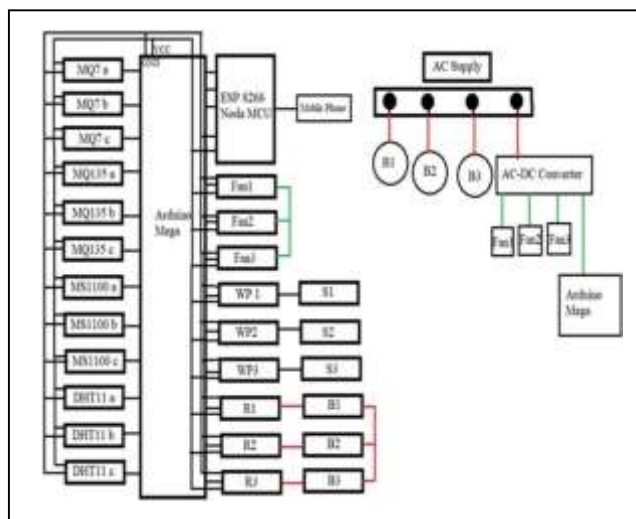 VCC
GND
MQ7 a
MQ7 b
MQ7 c
MQ135 a
MQ135 b
MQ135 c
MS1100 a
MS1100 b
MS1100 c
DHT11 a
DHT11 b
DHT11 c
Arduino
Mega
ESP 8266
Noda MCU
Mobile Phone
Fan1
Fan2
Fan3
WP 1
S1
WP2
S2
WP3
S3
R1
B1
R2
B2
R3
B3
AC Supply
B1
B2
B3
AC-DC Converter
Fan1
Fan2
Fan3
Arduino
Mega